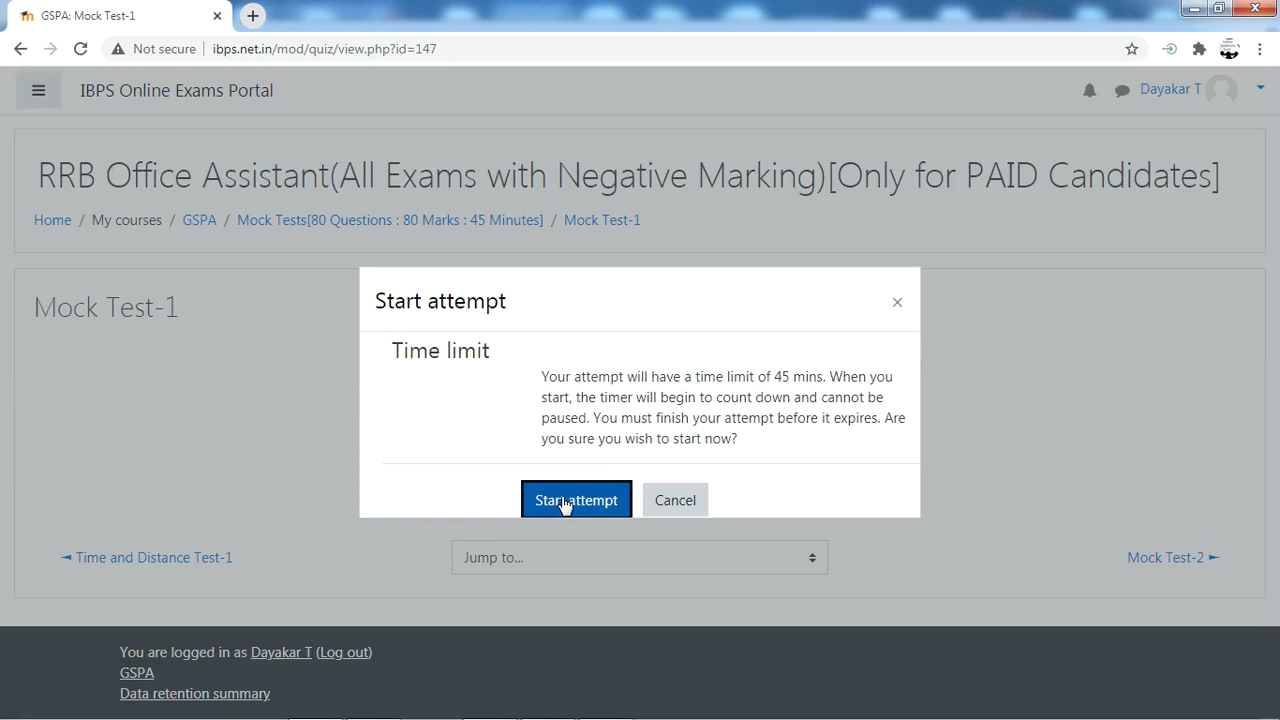 GSPA: Mock Test-1
Not secure
ibps.net.in/mod/quiz/view.php?id=147
IBPS Online Exams Portal
Dayakar T
RRB Office Assistant(All Exams with Negative Marking)[Only for PAID Candidates]
Home / My courses / GSPA / Mock Tests[80 Questions : 80 Marks : 45 Minutes] / Mock Test-1
Mock Test-1
Start attempt
×
Time limit
Your attempt will have a time limit of 45 mins. When you
start, the timer will begin to count down and cannot be
paused. You must finish your attempt before it expires. Are
you sure you wish to start now?
Start attempt
Cancel
◄ Time and Distance Test-1
Jump to...
Mock Test-2 ►
You are logged in as Dayakar T (Log out)
GSPA
Data retention summary